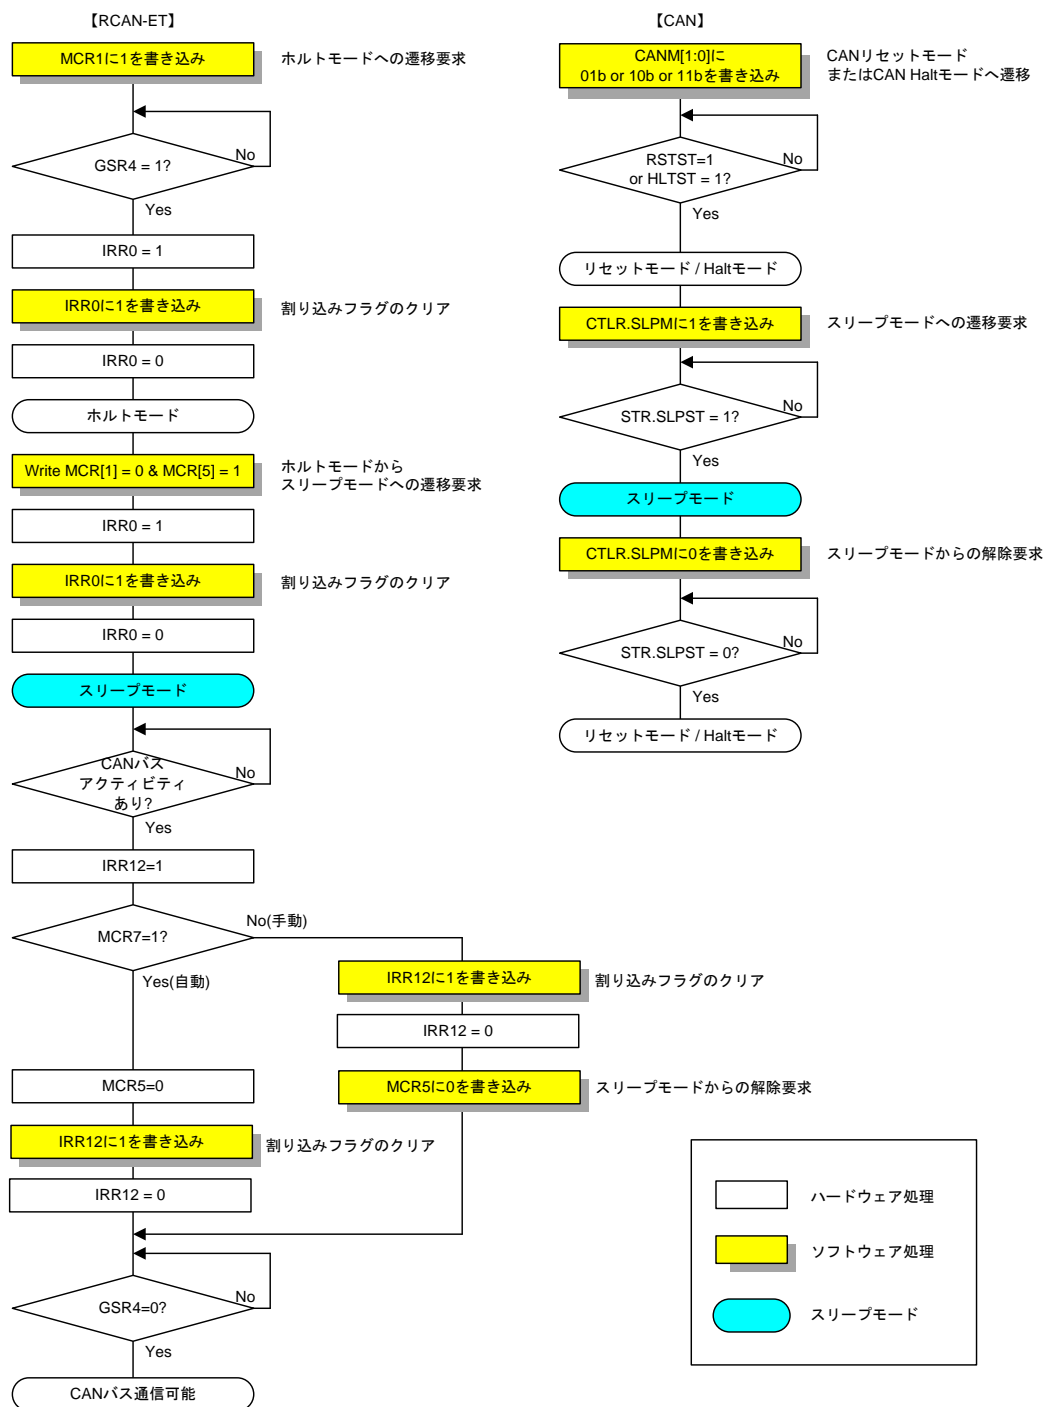 【RCAN-ET】
MCR1に1を書き込み
ホルトモードへの遷移要求
GSR4 = 1?
No
Yes
IRR0 = 1
IRR0に1を書き込み
割り込みフラグのクリア
IRR0 = 0
ホルトモード
Write MCR[1] = 0 & MCR[5] = 1
ホルトモードから
スリープモードへの遷移要求
IRR0 = 1
IRR0に1を書き込み
割り込みフラグのクリア
IRR0 = 0
スリープモード
CANバス
アクティビティ
あり?
No
Yes
IRR12=1
MCR7=1?
No(手動)
Yes(自動)
IRR12に1を書き込み
割り込みフラグのクリア
IRR12 = 0
MCR5に0を書き込み
スリープモードからの解除要求
MCR5=0
IRR12に1を書き込み
割り込みフラグのクリア
IRR12 = 0
GSR4=0?
No
Yes
CANバス通信可能
【CAN】
CANM[1:0]に
01b or 10b or 11bを書き込み
CANリセットモード
またはCAN Haltモードへ遷移
RSTST=1
or HLTST = 1?
No
Yes
リセットモード / Haltモード
CTLR.SLPMに1を書き込み
スリープモードへの遷移要求
STR.SLPST = 1?
No
Yes
スリープモード
CTLR.SLPMに0を書き込み
スリープモードからの解除要求
STR.SLPST = 0?
No
Yes
リセットモード / Haltモード
ハードウェア処理
ソフトウェア処理
スリープモード